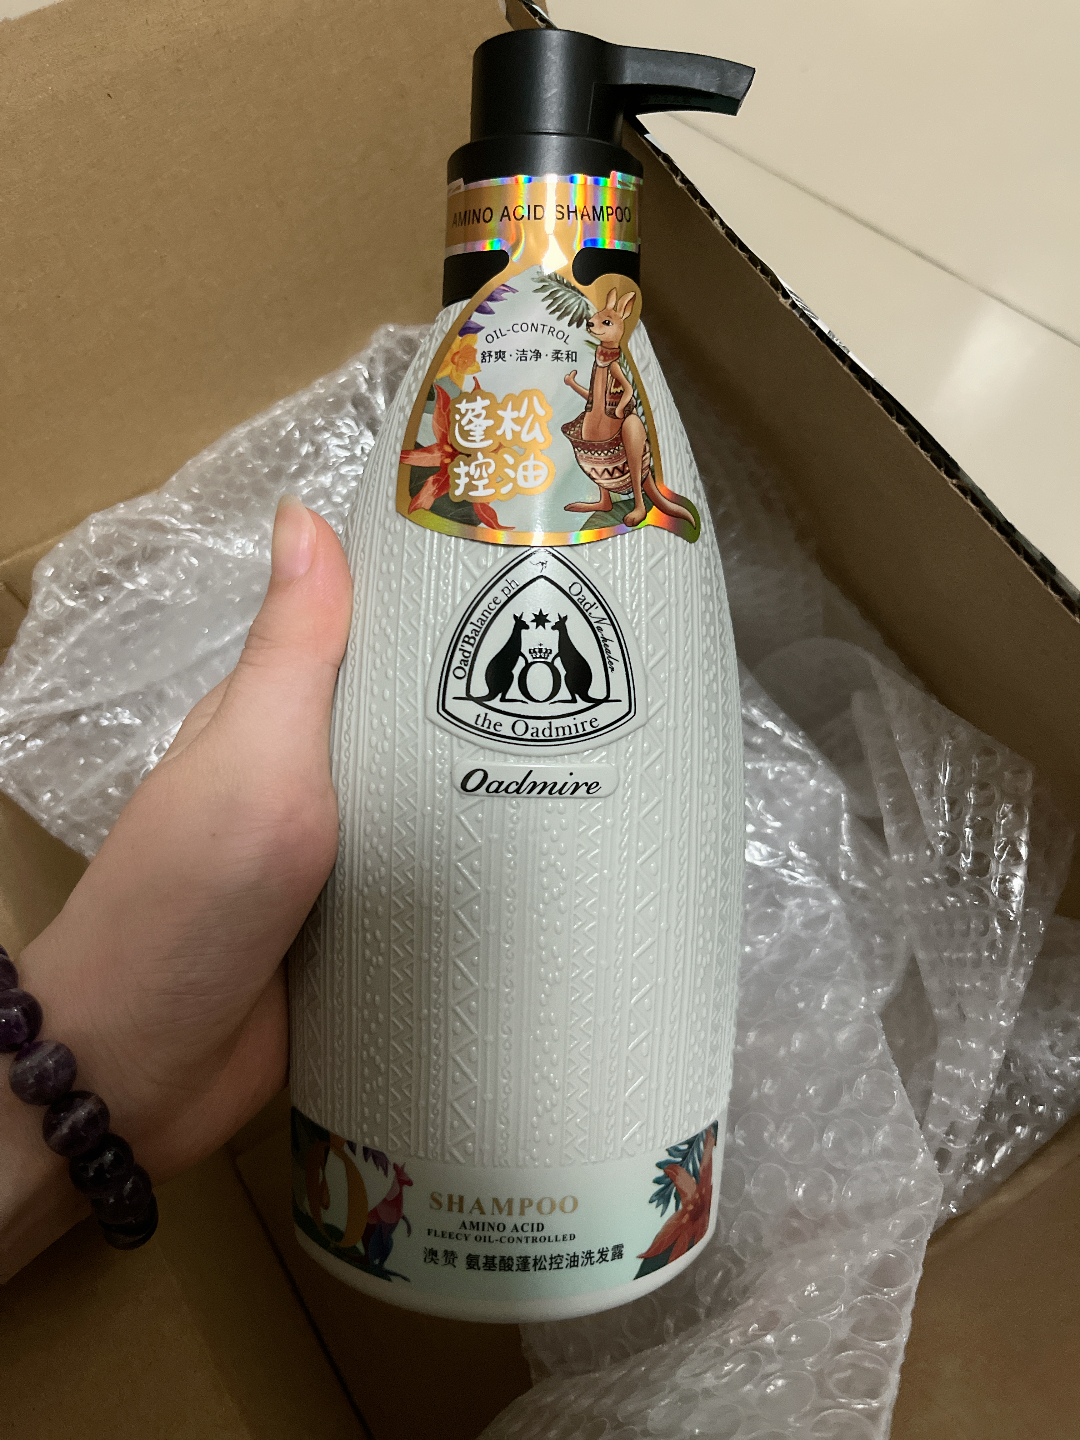 AMINO ACID SHAMPOO
OIL-CONTROL
舒爽·洁净·柔和
蓬松
控油
Oad'Balance ph
Oad'Nahealer
the Oadmire
Oadmire
SHAMPOO
AMINO ACID
FLEECY OIL-CONTROLLED
澳赞 氨基酸蓬松控油洗发露